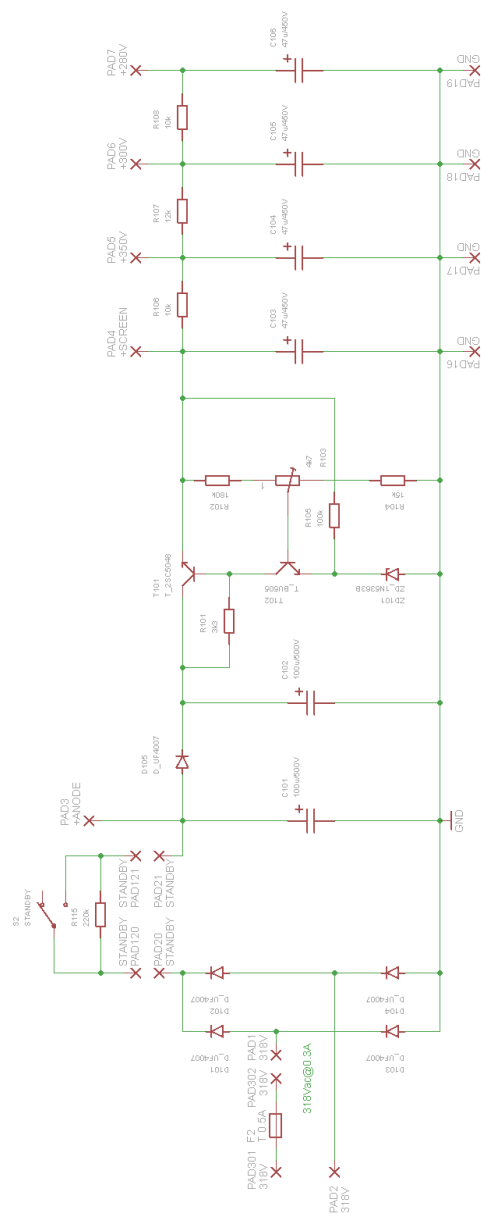 PAD7
+280V
C106
47u/450V
GND
PAD19
R108
10k
PAD6
+300V
C105
47u/450V
GND
PAD18
R107
12k
PAD5
+350V
C104
47u/450V
GND
PAD17
R106
10k
PAD4
+SCREEN
C103
47u/450V
GND
PAD16
R102
180k
1
4k7
R103
R105
100k
R104
15k
T101
T_2SC5048
T102
T_BU505
ZD101
ZD_1N5363B
R101
3k3
C102
100u/500V
D105
D_UF4007
C101
100u/500V
PAD3
+ANODE
GND
S2
STANDBY
R115
220k
STANDBY
PAD121
PAD21
STANDBY
STANDBY
PAD120
PAD20
STANDBY
D_UF4007
D102
D_UF4007
D104
D_UF4007
D101
D_UF4007
D103
PAD1
318V
PAD302
318V
318Vac@0.3A
F2
T 0.5A
PAD301
318V
PAD2
318V